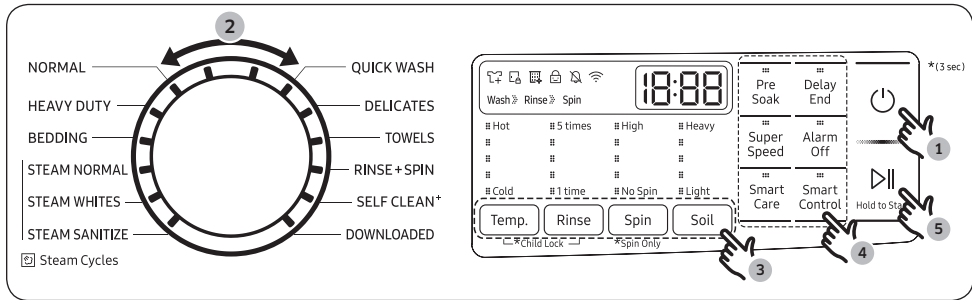 2
NORMAL
HEAVY DUTY
BEDDING
STEAM NORMAL
STEAM WHITES
STEAM SANITIZE
Steam Cycles
QUICK WASH
DELICATES
TOWELS
RINSE+SPIN
SELF CLEAN+
DOWNLOADED
Wash Rinse Spin
18:88
Hot 5 times High Heavy
Cold 1 time No Spin Light
Temp. Rinse Spin Soil
*Child Lock *Spin Only
3
Pre Delay
Soak End
Super Alarm
Speed Off
Smart Smart
Care Control
4
*(3 sec)
1
Hold to
5